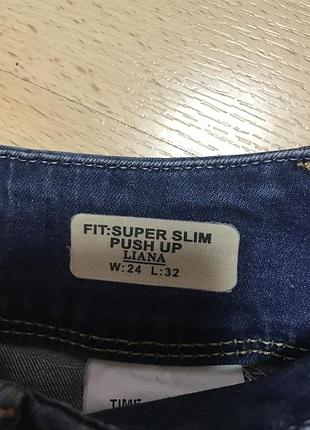 FIT:SUPER SLIM
PUSH UP
LIANA
W:24 L:32
TIME